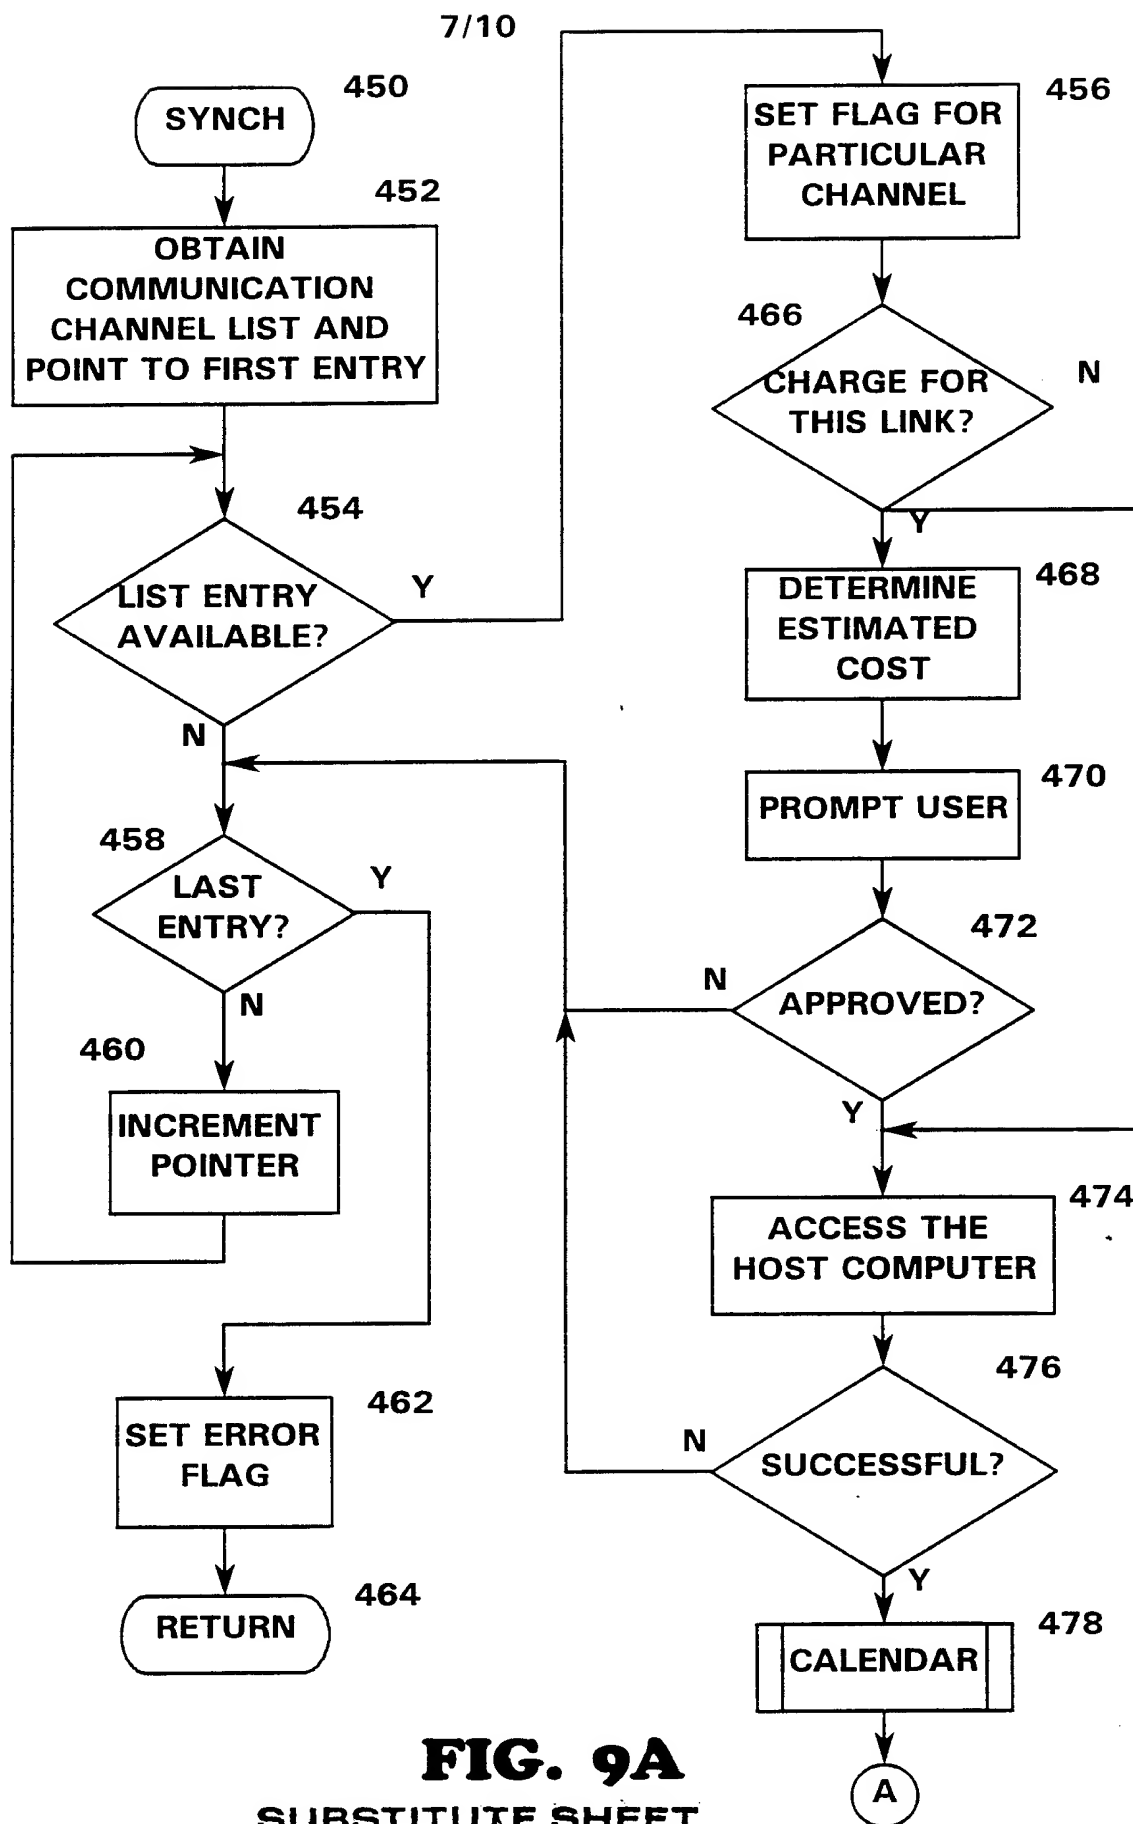 7/10
450
SYNCH
452
OBTAIN
COMMUNICATION
CHANNEL LIST AND
POINT TO FIRST ENTRY
454
LIST ENTRY
AVAILABLE?
Y
N
458
LAST
ENTRY?
Y
N
460
INCREMENT
POINTER
462
SET ERROR
FLAG
464
RETURN
456
SET FLAG FOR
PARTICULAR
CHANNEL
466
CHARGE FOR
THIS LINK?
N
Y
468
DETERMINE
ESTIMATED
COST
470
PROMPT USER
472
APPROVED?
N
Y
474
ACCESS THE
HOST COMPUTER
476
SUCCESSFUL?
N
Y
478
CALENDAR
A
FIG. 9A
SUBSTITUTE SHEET